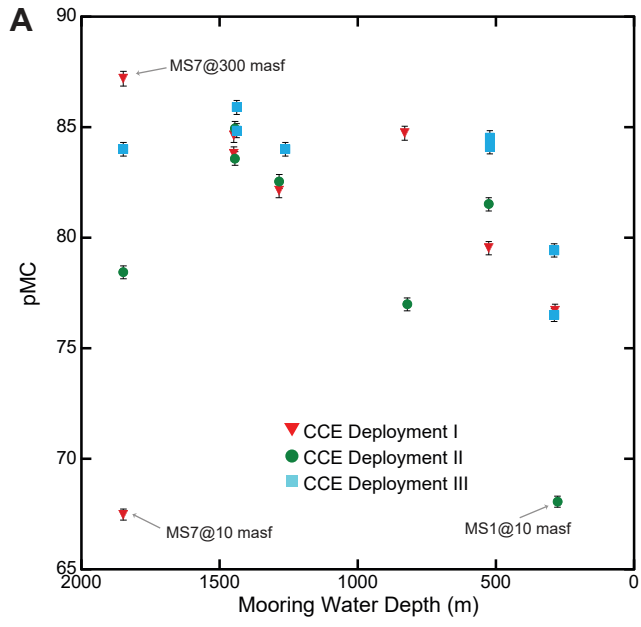 A
90
MS7@300 masf
85
80
pMC
75
CCE Deployment I
CCE Deployment II
70
CCE Deployment III
MS7@10 masf
MS1@10 masf
65
2000 1500 1000 500 0
Mooring Water Depth (m)